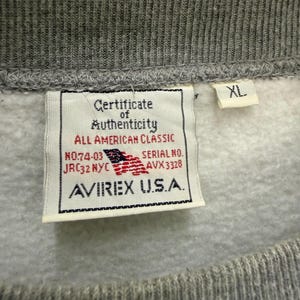 Certificate
of
Authenticity
ALL AMERICAN CLASSIC
NO.74-03 SERIAL NO.
JRC32 NYC AVX3328
AVIREX U.S.A.
XL